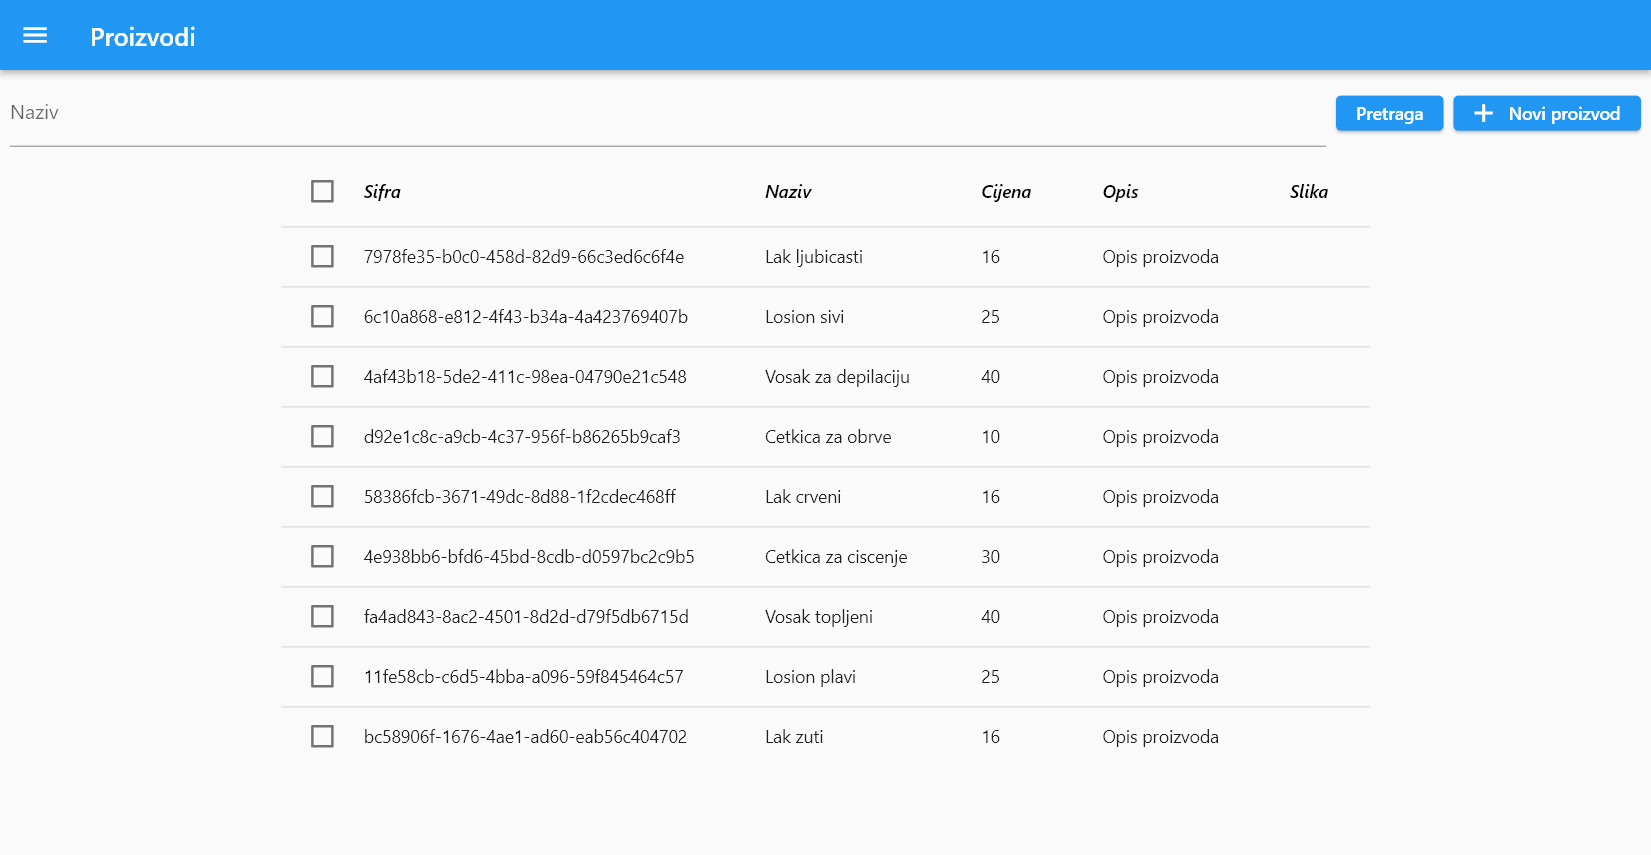 Proizvodi
Naziv
Pretraga
Novi proizvod
Sifra Naziv Cijena Opis Slika
7978fe35-b0c0-458d-82d9-66c3ed6c6f4e Lak ljubicasti 16 Opis proizvoda
6c10a868-e812-4f43-b34a-4a423769407b Losion sivi 25 Opis proizvoda
4af43b18-5de2-411c-98ea-04790e21c548 Vosak za depilaciju 40 Opis proizvoda
d92e1c8c-a9cb-4c37-956f-b86265b9caf3 Cetkica za obrve 10 Opis proizvoda
58386fcb-3671-49dc-8d88-1f2cdec468ff Lak crveni 16 Opis proizvoda
4e938bb6-bfd6-45bd-8cdb-d0597bc2c9b5 Cetkica za ciscenje 30 Opis proizvoda
fa4ad843-8ac2-4501-8d2d-d79f5db6715d Vosak topljeni 40 Opis proizvoda
11fe58cb-c6d5-4bba-a096-59f845464c57 Losion plavi 25 Opis proizvoda
bc58906f-1676-4ae1-ad60-eab56c404702 Lak zuti 16 Opis proizvoda